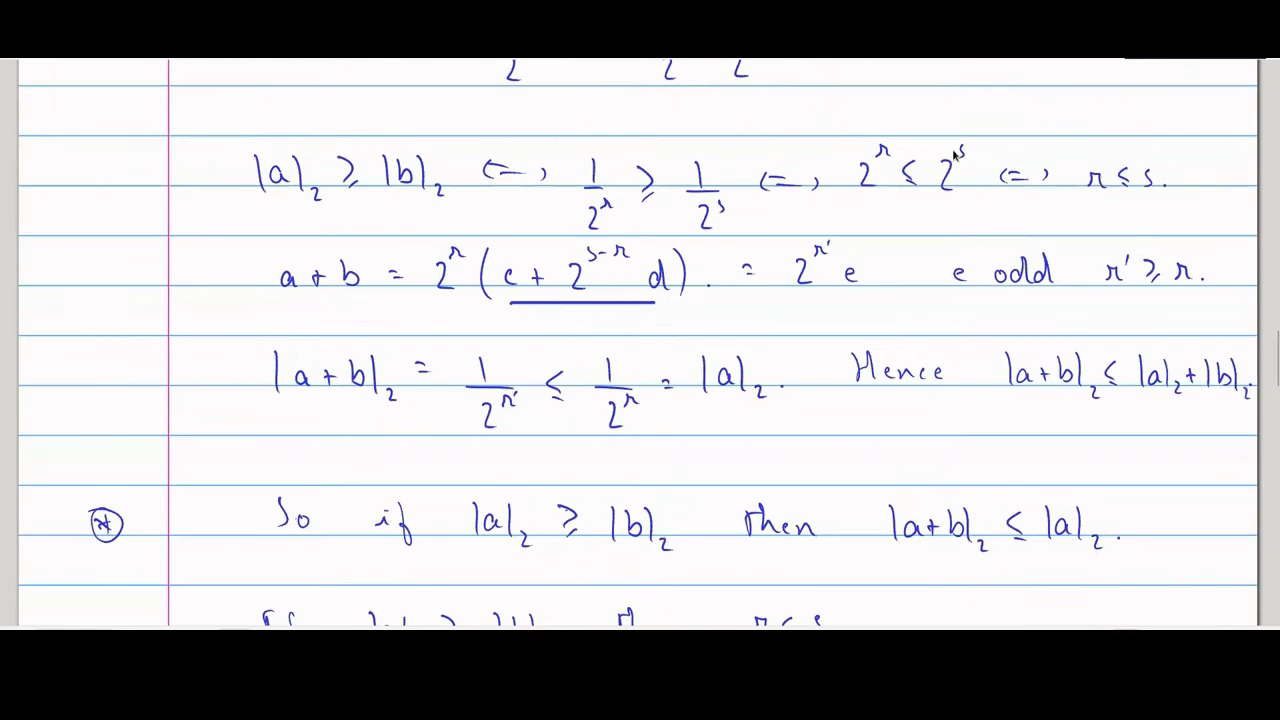 |a|₂ ⩾ |b|₂ ⇐⇒ 1/2^r ⩾ 1/2^s ⇐⇒ 2^r ≤ 2^s ⇐⇒ r ≤ s.
a + b = 2^r (c + 2^{s-r} d). = 2^{r'} e e odd r' ⩾ r.
|a + b|₂ = 1/2^{r'} ≤ 1/2^r = |a|₂. Hence |a+b|₂ ≤ |a|₂ + |b|₂.
So if |a|₂ ⩾ |b|₂ then |a+b|₂ ≤ |a|₂.